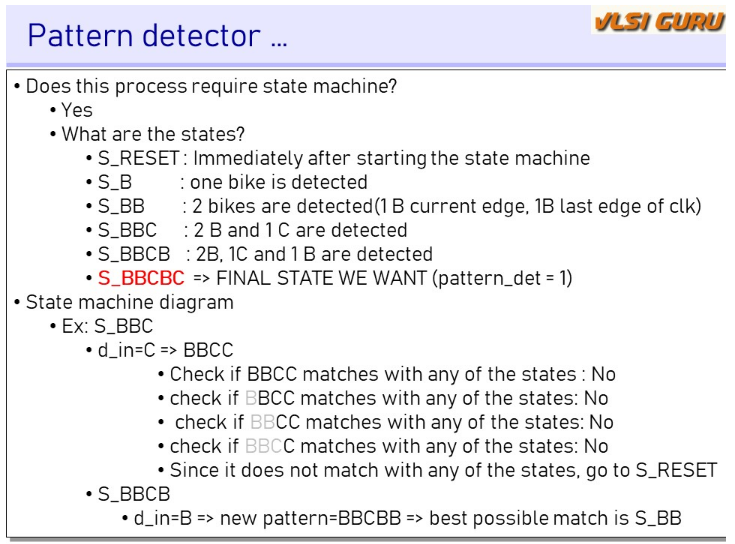 VLSI GURU
Pattern detector ...
• Does this process require state machine?
• Yes
• What are the states?
• S_RESET : Immediately after starting the state machine
• S_B : one bike is detected
• S_BB : 2 bikes are detected(1 B current edge, 1B last edge of clk)
• S_BBC : 2 B and 1 C are detected
• S_BBCB : 2B, 1C and 1 B are detected
• S_BBCBC => FINAL STATE WE WANT (pattern_det = 1)
• State machine diagram
• Ex: S_BBC
• d_in=C => BBCC
• Check if BBCC matches with any of the states : No
• check if BBCC matches with any of the states: No
• check if BBCC matches with any of the states: No
• check if BBCC matches with any of the states: No
• Since it does not match with any of the states, go to S_RESET
• S_BBCB
• d_in=B => new pattern=BBCBB => best possible match is S_BB